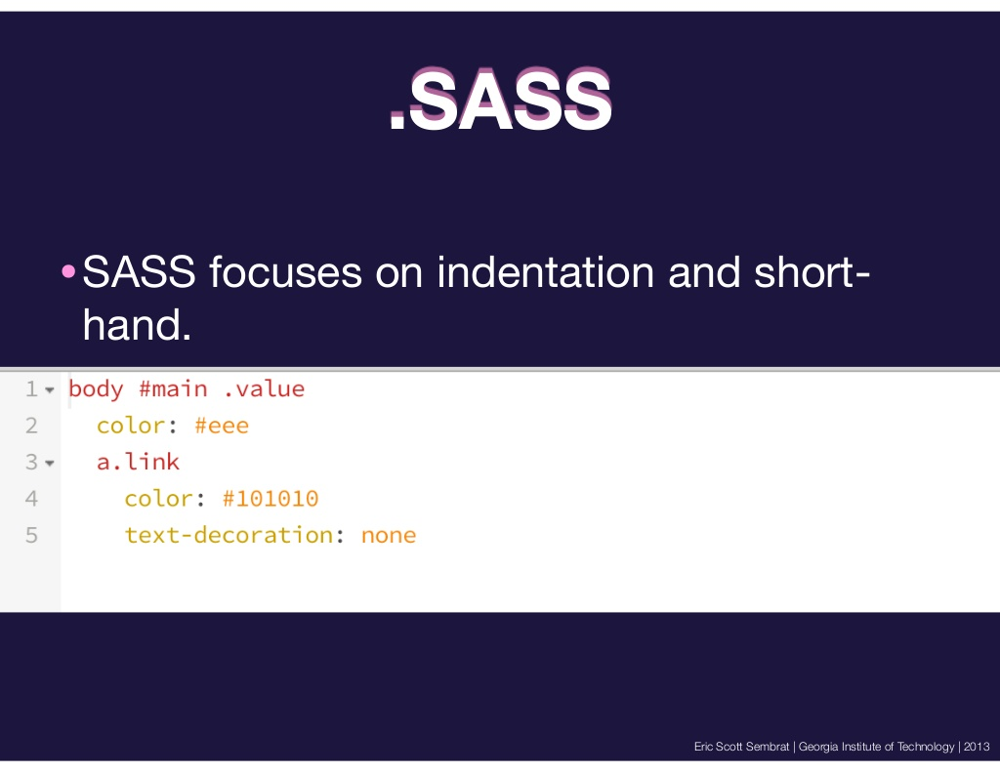 .SASS
•SASS focuses on indentation and short-
hand.
1 body #main .value
2   color: #eee
3   a.link
4     color: #101010
5     text-decoration: none
Eric Scott Sembrat | Georgia Institute of Technology | 2013